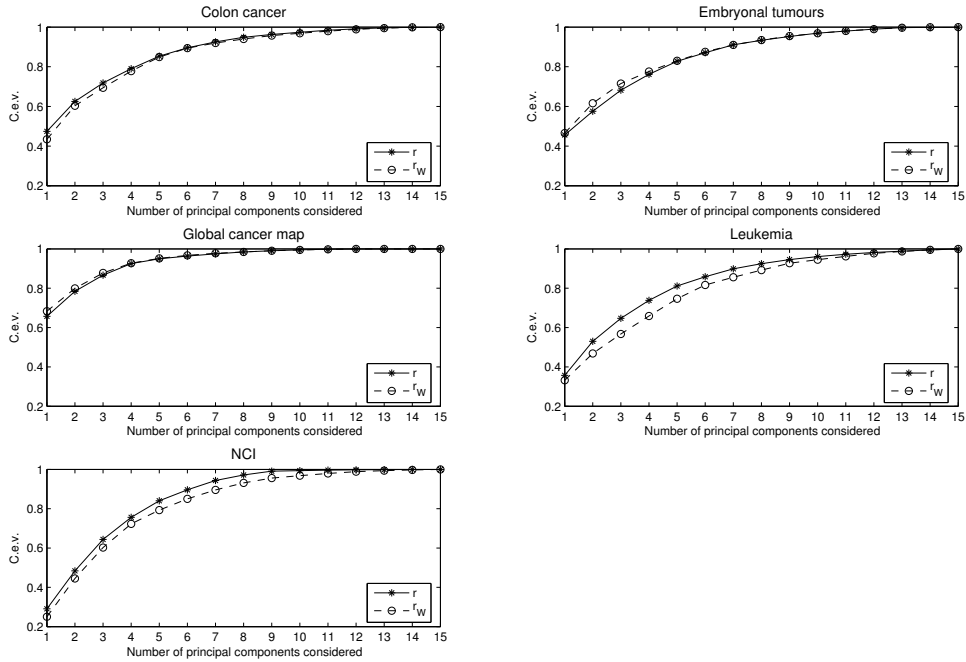 Colon cancer
1
0.8
0.6
0.4
0.2
C.e.v.
1 2 3 4 5 6 7 8 9 10 11 12 13 14 15
Number of principal components considered
r
r_W
Embryonal tumours
1
0.8
0.6
0.4
0.2
C.e.v.
1 2 3 4 5 6 7 8 9 10 11 12 13 14 15
Number of principal components considered
r
r_W
Global cancer map
1
0.8
0.6
0.4
0.2
C.e.v.
1 2 3 4 5 6 7 8 9 10 11 12 13 14 15
Number of principal components considered
r
r_W
Leukemia
1
0.8
0.6
0.4
0.2
C.e.v.
1 2 3 4 5 6 7 8 9 10 11 12 13 14 15
Number of principal components considered
r
r_W
NCI
1
0.8
0.6
0.4
0.2
C.e.v.
1 2 3 4 5 6 7 8 9 10 11 12 13 14 15
Number of principal components considered
r
r_W